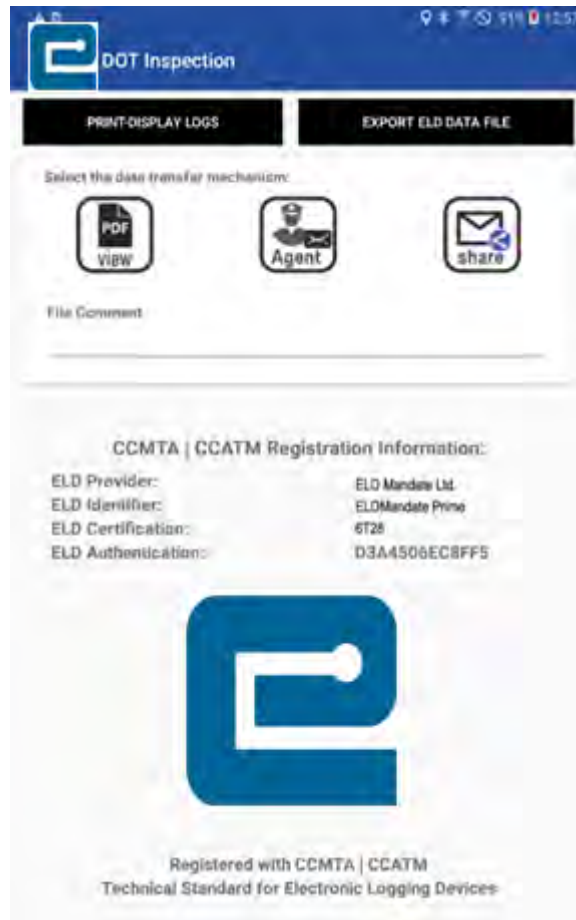 12:57
DOT Inspection
PRINT-DISPLAY LOGS
EXPORT ELD DATA FILE
Select the data transfer mechanism:
PDF
VIEW
Agent
share
File Comment
CCMTA | CCATM Registration Information:
ELD Provider: ELD Mandate Ltd.
ELD Identifier: ELDMandate Prime
ELD Certification: 6T28
ELD Authentication: D3A4506EC8FF5
Registered with CCMTA | CCATM
Technical Standard for Electronic Logging Devices